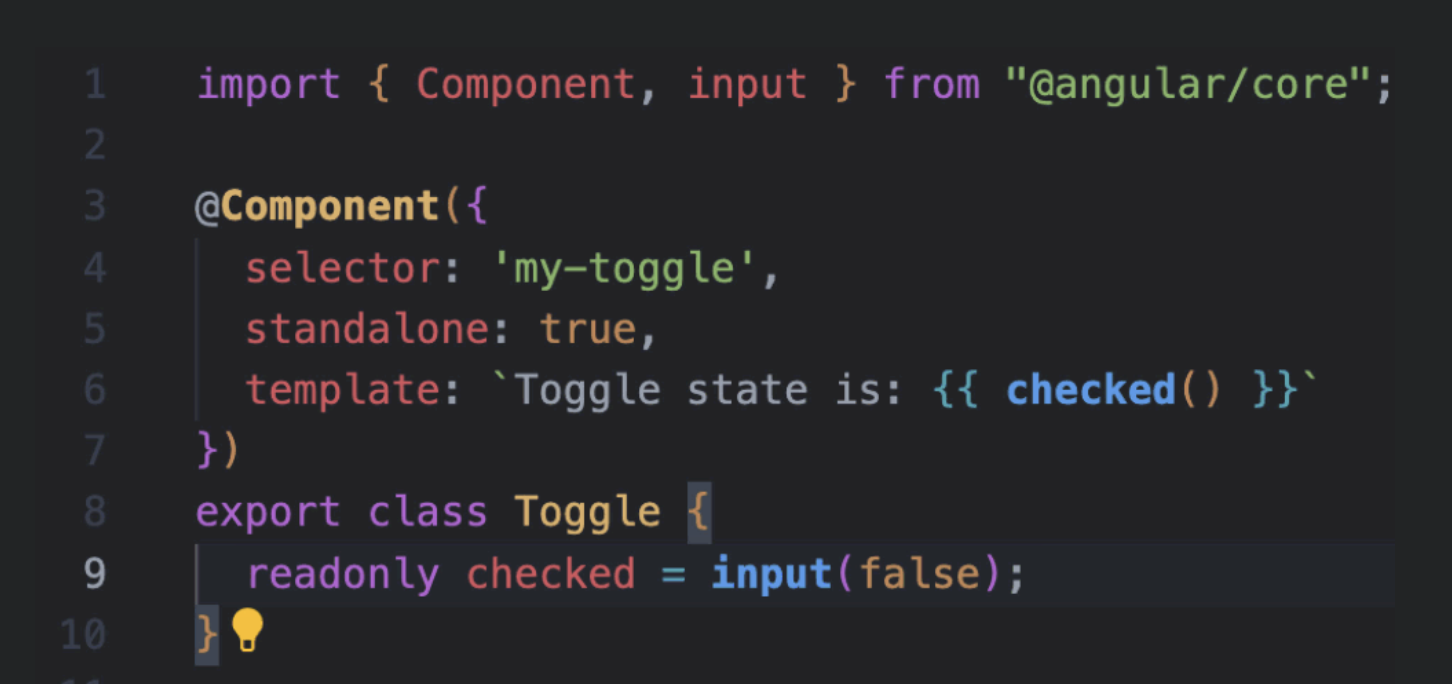 1 import { Component, input } from "@angular/core";
2
3 @Component({
4   selector: 'my-toggle',
5   standalone: true,
6   template: `Toggle state is: {{ checked() }}`
7 })
8 export class Toggle {
9   readonly checked = input(false);
10 }